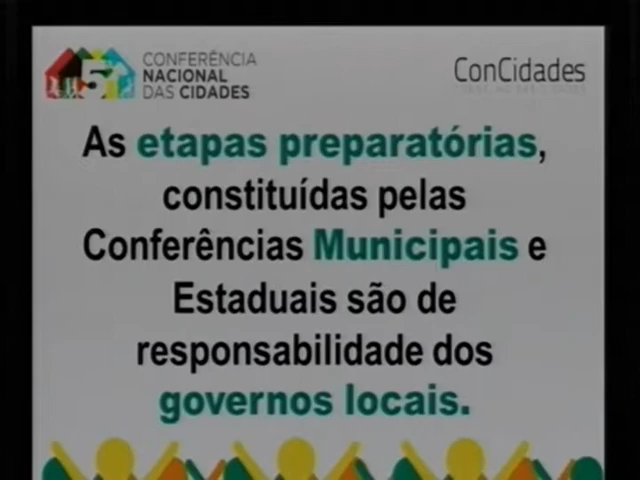 5ª CONFERÊNCIA
NACIONAL
DAS CIDADES
ConCidades
As etapas preparatórias,
constituídas pelas
Conferências Municipais e
Estaduais são de
responsabilidade dos
governos locais.